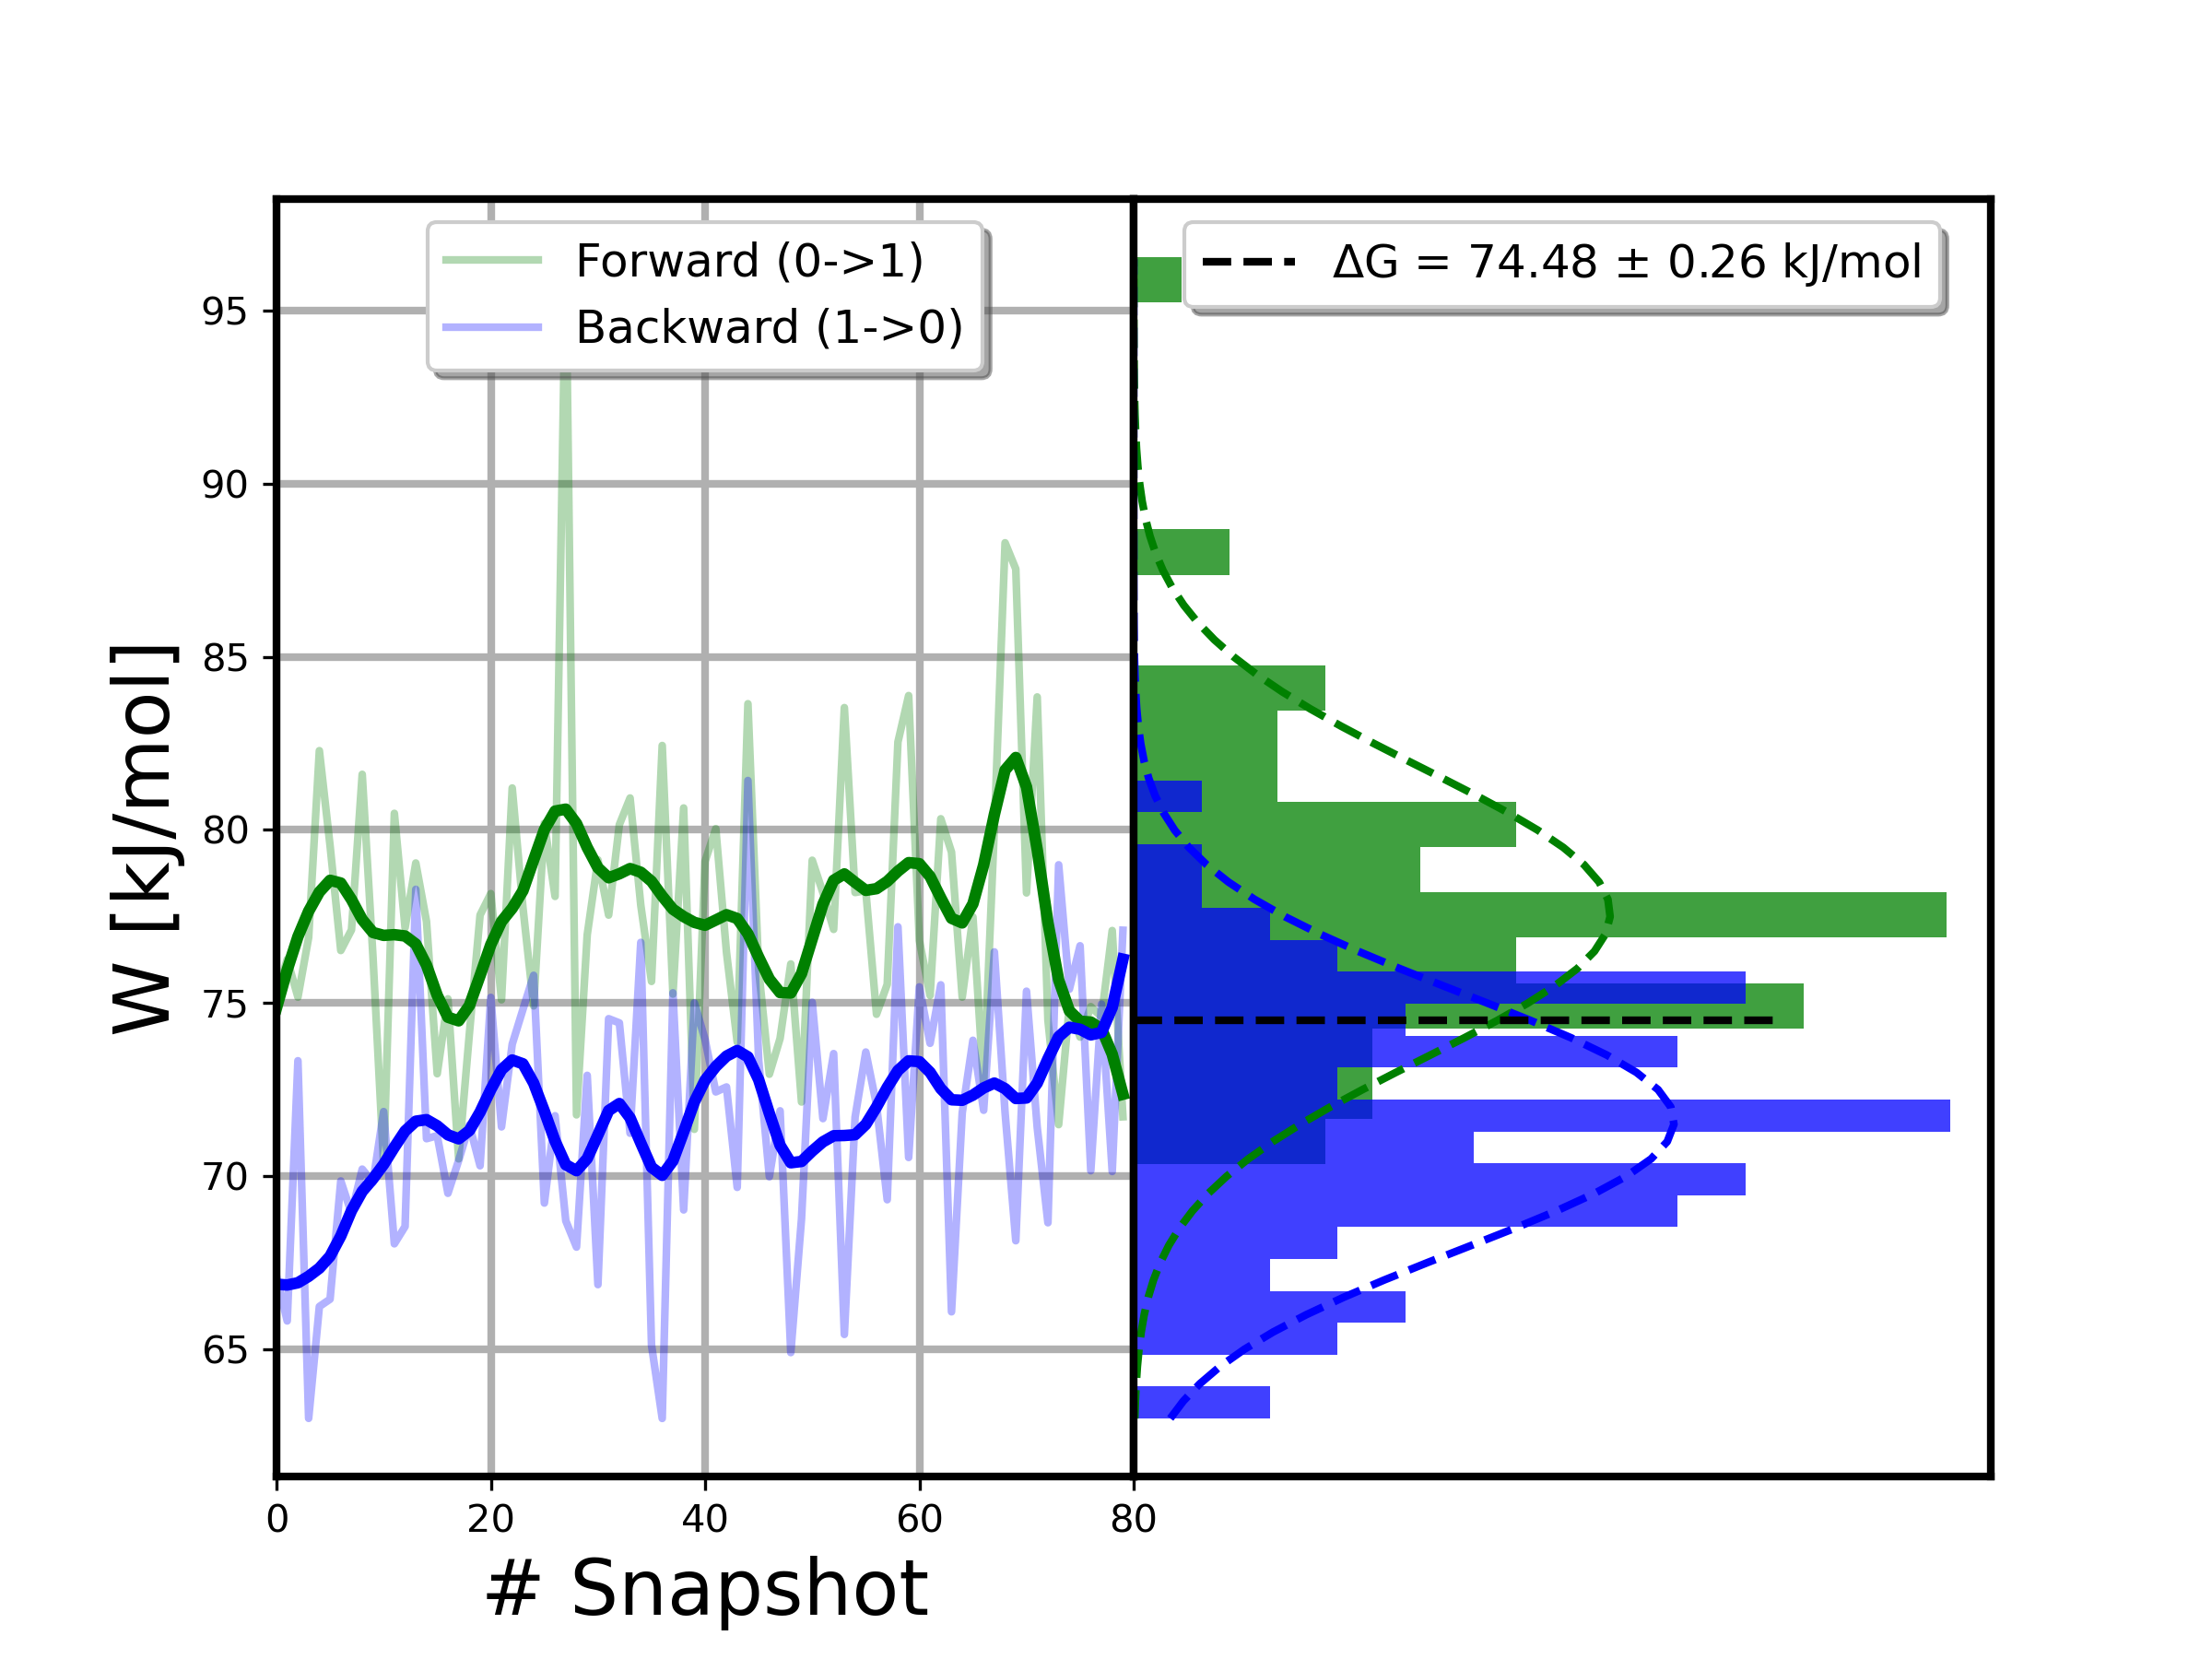 Forward (0->1)
Backward (1->0)
ΔG = 74.48 ± 0.26 kJ/mol
95
90
85
80
75
70
65
W [kJ/mol]
0 20 40 60 80
# Snapshot